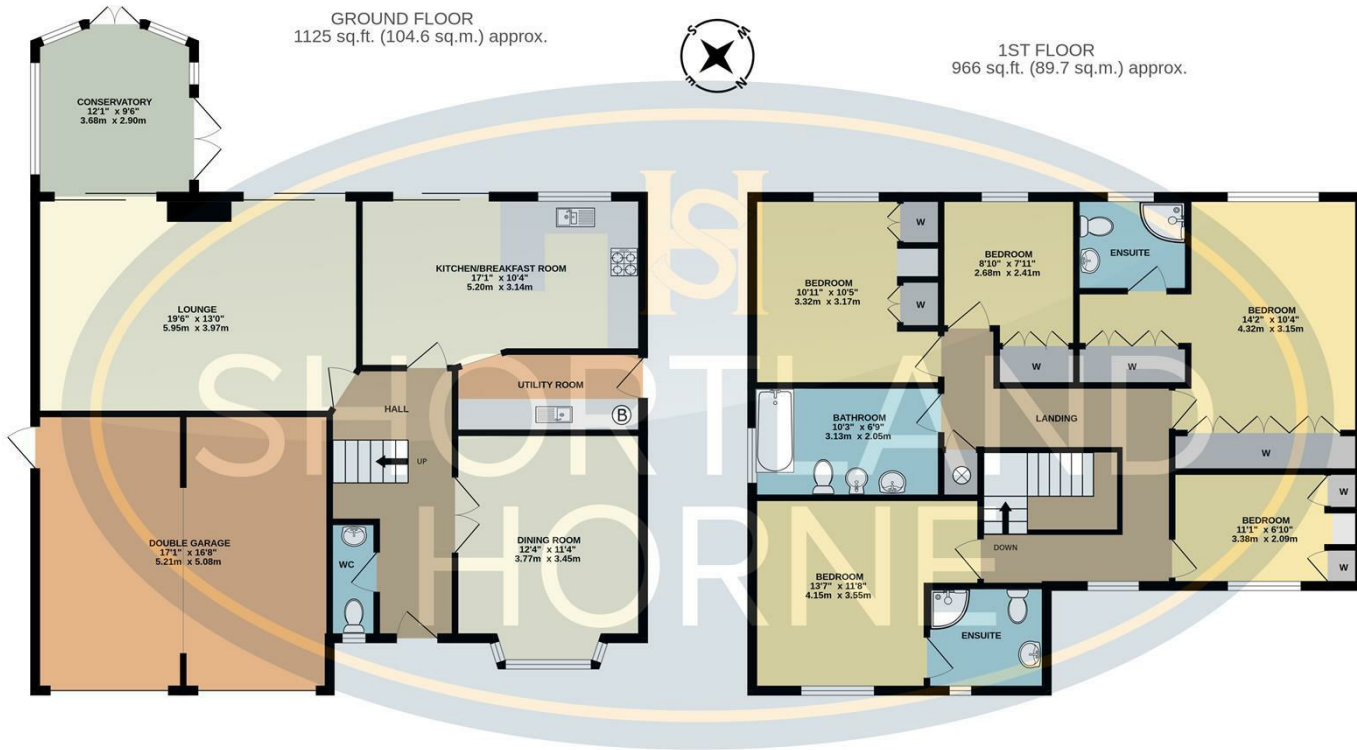 GROUND FLOOR
1125 sq.ft. (104.6 sq.m.) approx.
S
W
E
N
1ST FLOOR
966 sq.ft. (89.7 sq.m.) approx.
CONSERVATORY
12'1" x 9'6"
3.68m x 2.90m
LOUNGE
19'6" x 13'0"
5.95m x 3.97m
KITCHEN/BREAKFAST ROOM
17'1" x 10'4"
5.20m x 3.14m
UTILITY ROOM
B
HALL
UP
DOUBLE GARAGE
17'1" x 16'8"
5.21m x 5.08m
WC
DINING ROOM
12'4" x 11'4"
3.77m x 3.45m
BEDROOM
10'11" x 10'5"
3.32m x 3.17m
W
W
BEDROOM
8'10" x 7'11"
2.68m x 2.41m
W
ENSUITE
W
BEDROOM
14'2" x 10'4"
4.32m x 3.15m
W
BATHROOM
10'3" x 6'9"
3.13m x 2.05m
LANDING
DOWN
BEDROOM
11'1" x 6'10"
3.38m x 2.09m
W
W
BEDROOM
13'7" x 11'8"
4.15m x 3.55m
ENSUITE
SH
SHORTLAND
HORNE